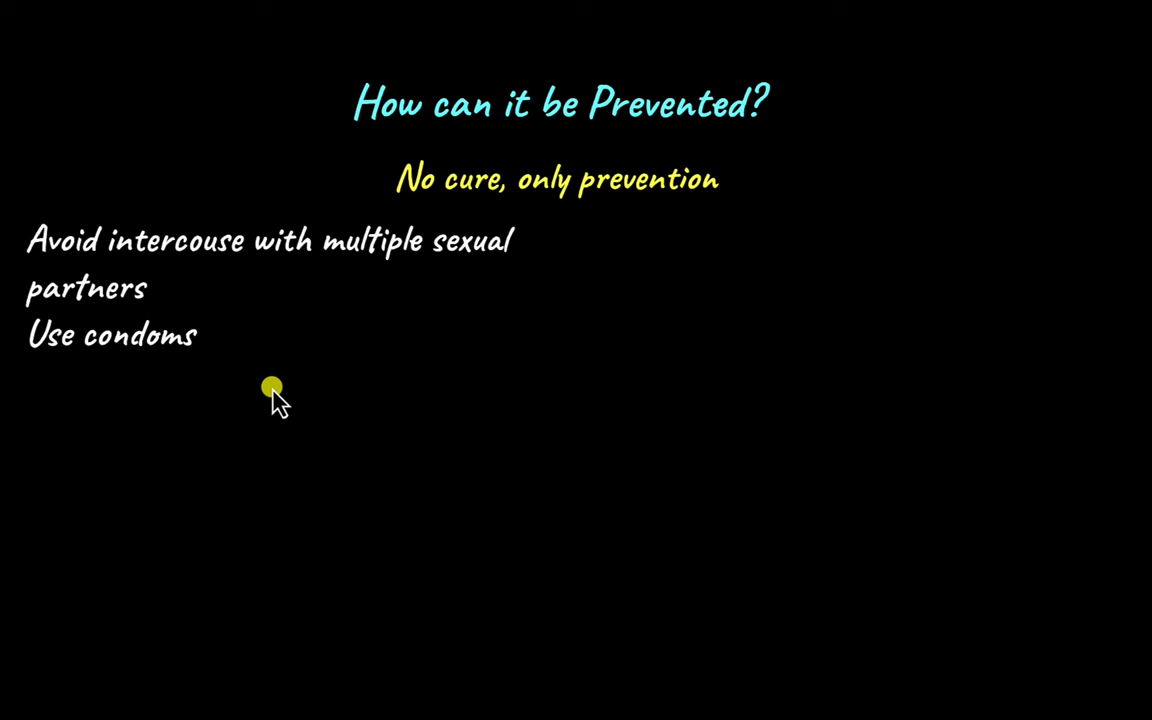 How can it be Prevented?
No cure, only prevention
Avoid intercouse with multiple sexual
partners
Use condoms